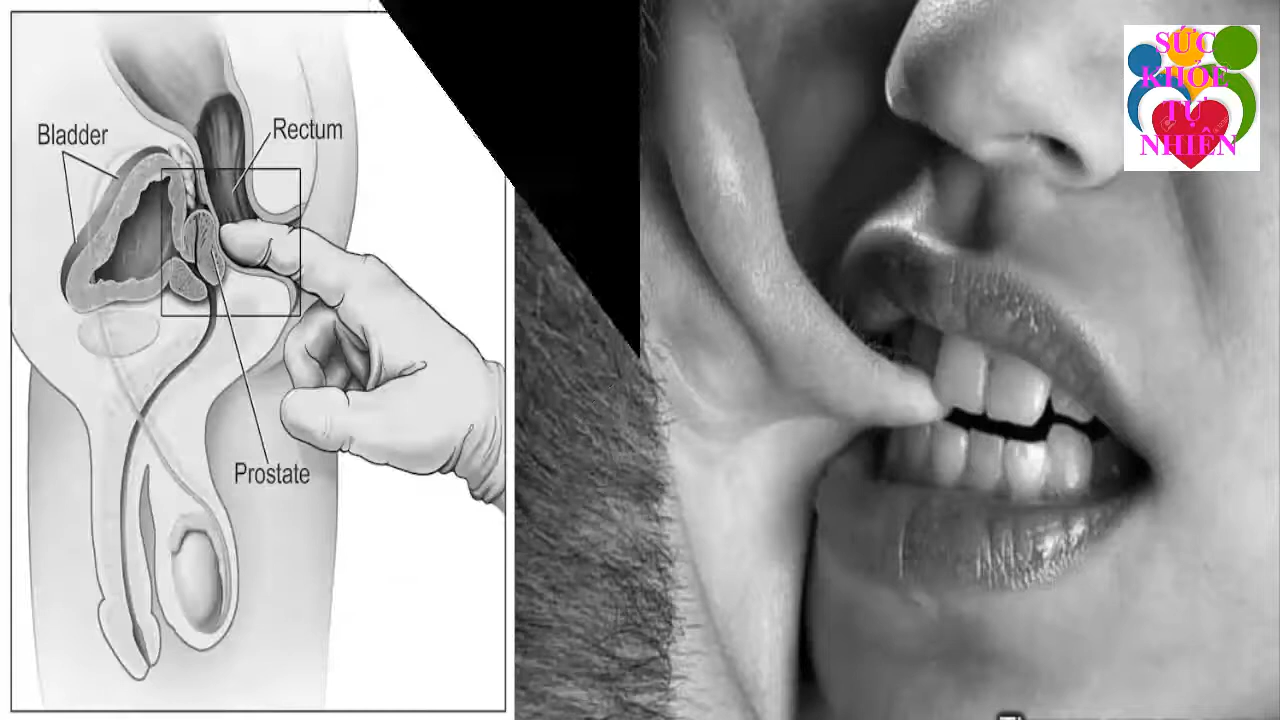 Bladder
Rectum
Prostate
SỨC
KHỎE
TỰ
NHIÊN